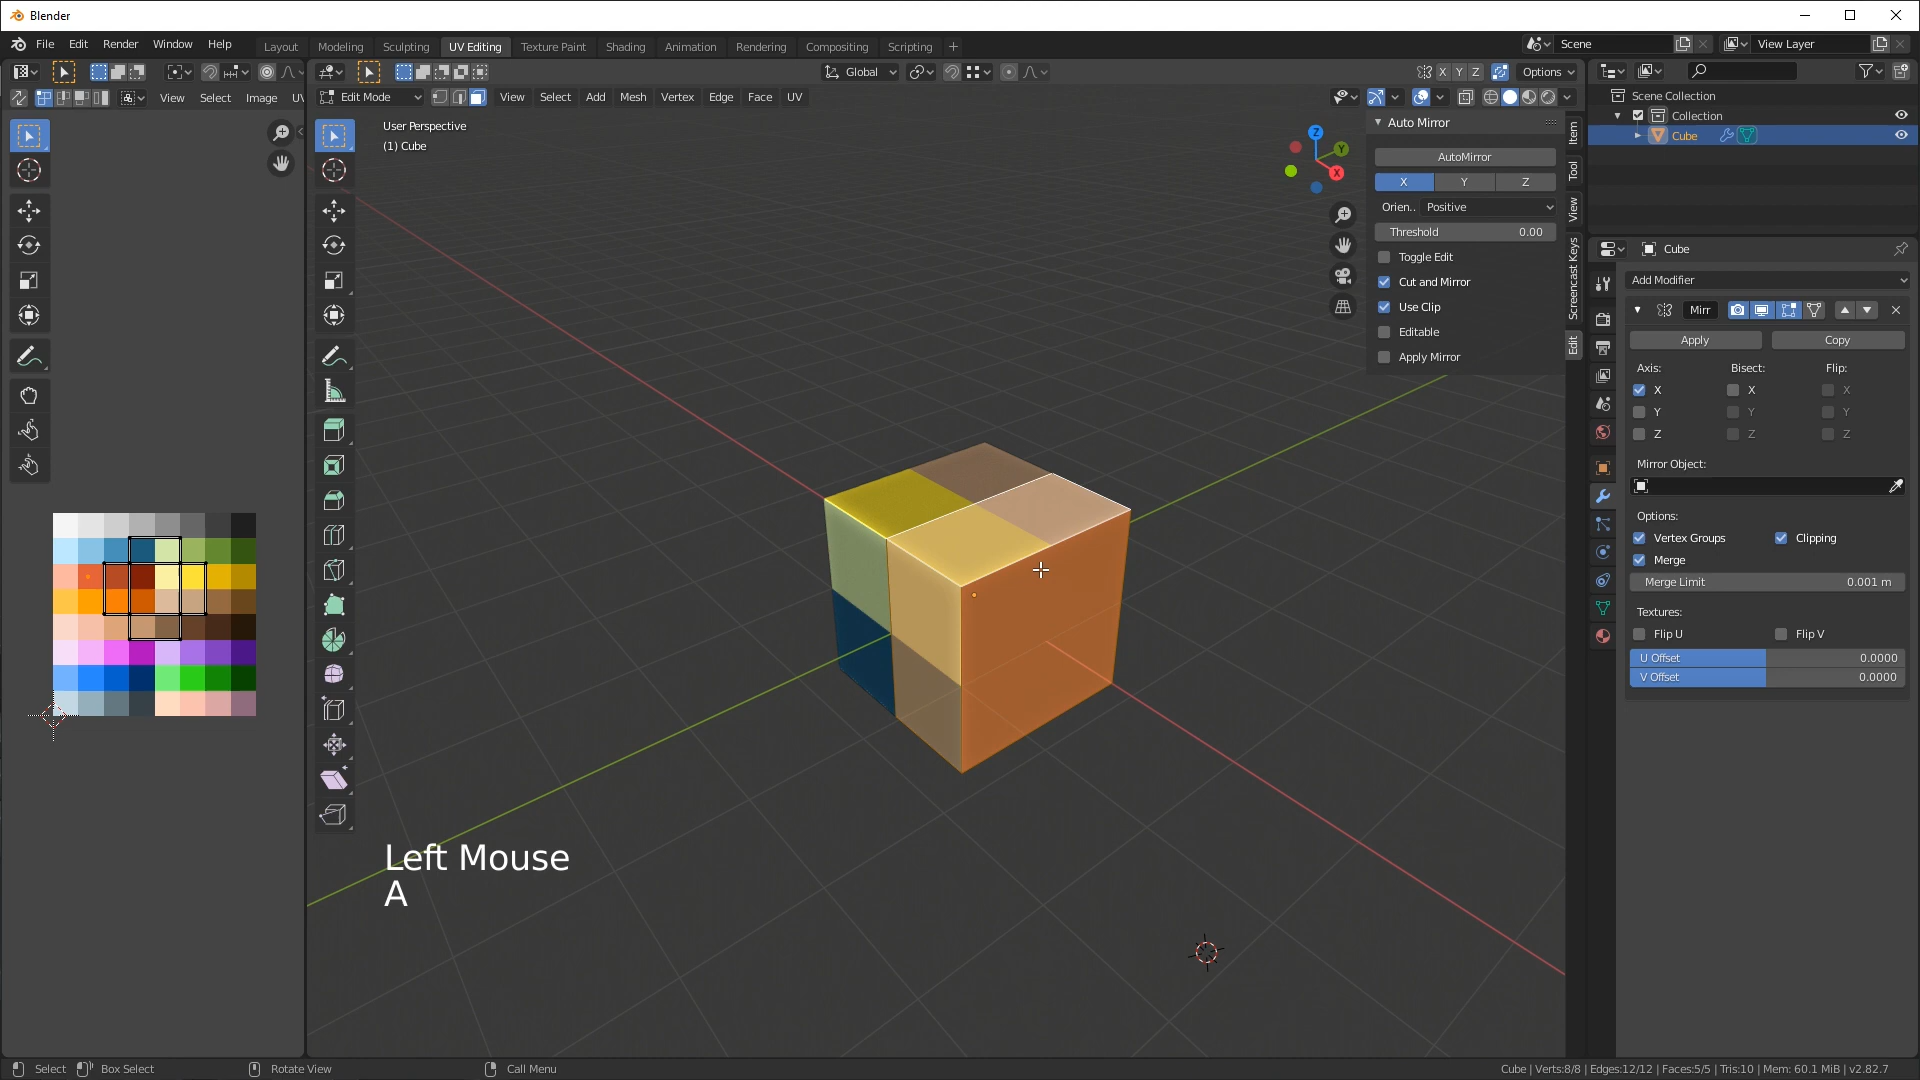 Blender
File Edit Render Window Help
Layout Modeling Sculpting UV Editing Texture Paint Shading Animation Rendering Compositing Scripting +
Scene
View Layer
Global
X Y Z
Options
View Select Image UV
Edit Mode
View Select Add Mesh Vertex Edge Face UV
User Perspective
(1) Cube
Z
Y
X
Auto Mirror
AutoMirror
X Y Z
Orien.. Positive
Threshold 0.00
Toggle Edit
Cut and Mirror
Use Clip
Editable
Apply Mirror
Item
Tool
View
Screencast Keys
Edit
Scene Collection
Collection
Cube
Cube
Add Modifier
Mirr
Apply Copy
Axis: Bisect: Flip:
X X X
Y Y Y
Z Z Z
Mirror Object:
Options:
Vertex Groups Clipping
Merge
Merge Limit 0.001 m
Textures:
Flip U Flip V
U Offset 0.0000
V Offset 0.0000
Left Mouse
A
Select Box Select Rotate View Call Menu
Cube | Verts:8/8 | Edges:12/12 | Faces:5/5 | Tris:10 | Mem: 60.1 MiB | v2.82.7